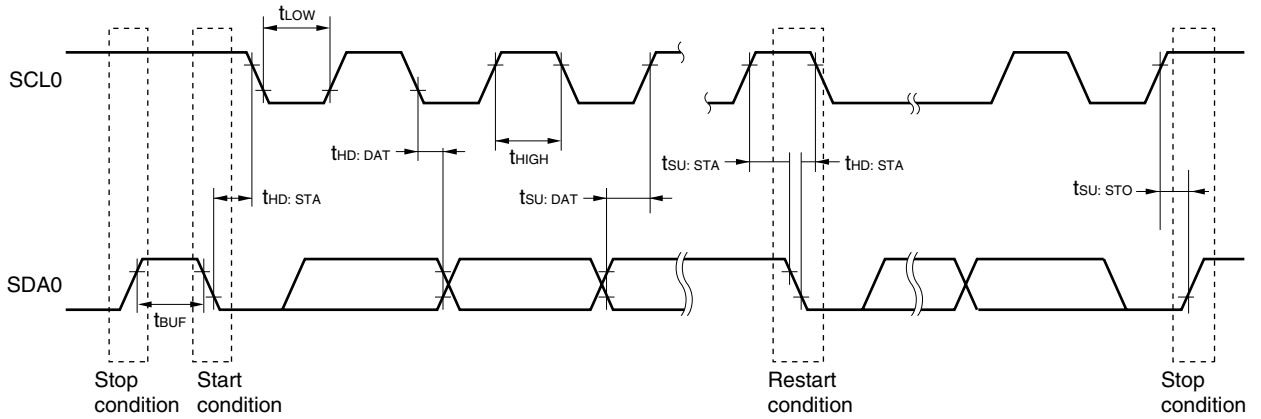 tLOW
SCL0
tHD: DAT
tHIGH
tSU: STA
tHD: STA
tHD: STA
tSU: DAT
tSU: STO
SDA0
tBUF
Stop
condition
Start
condition
Restart
condition
Stop
condition